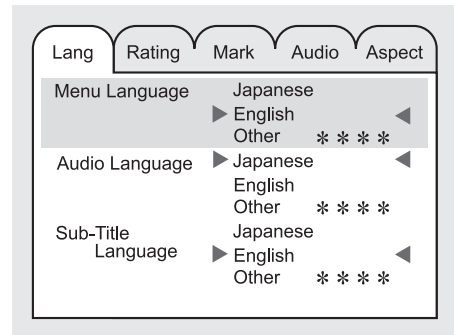 Lang Rating Mark Audio Aspect
Menu Language Japanese
▶ English ◀
Other ＊＊＊＊
Audio Language ▶ Japanese ◀
English
Other ＊＊＊＊
Sub-Title Japanese
Language ▶ English ◀
Other ＊＊＊＊